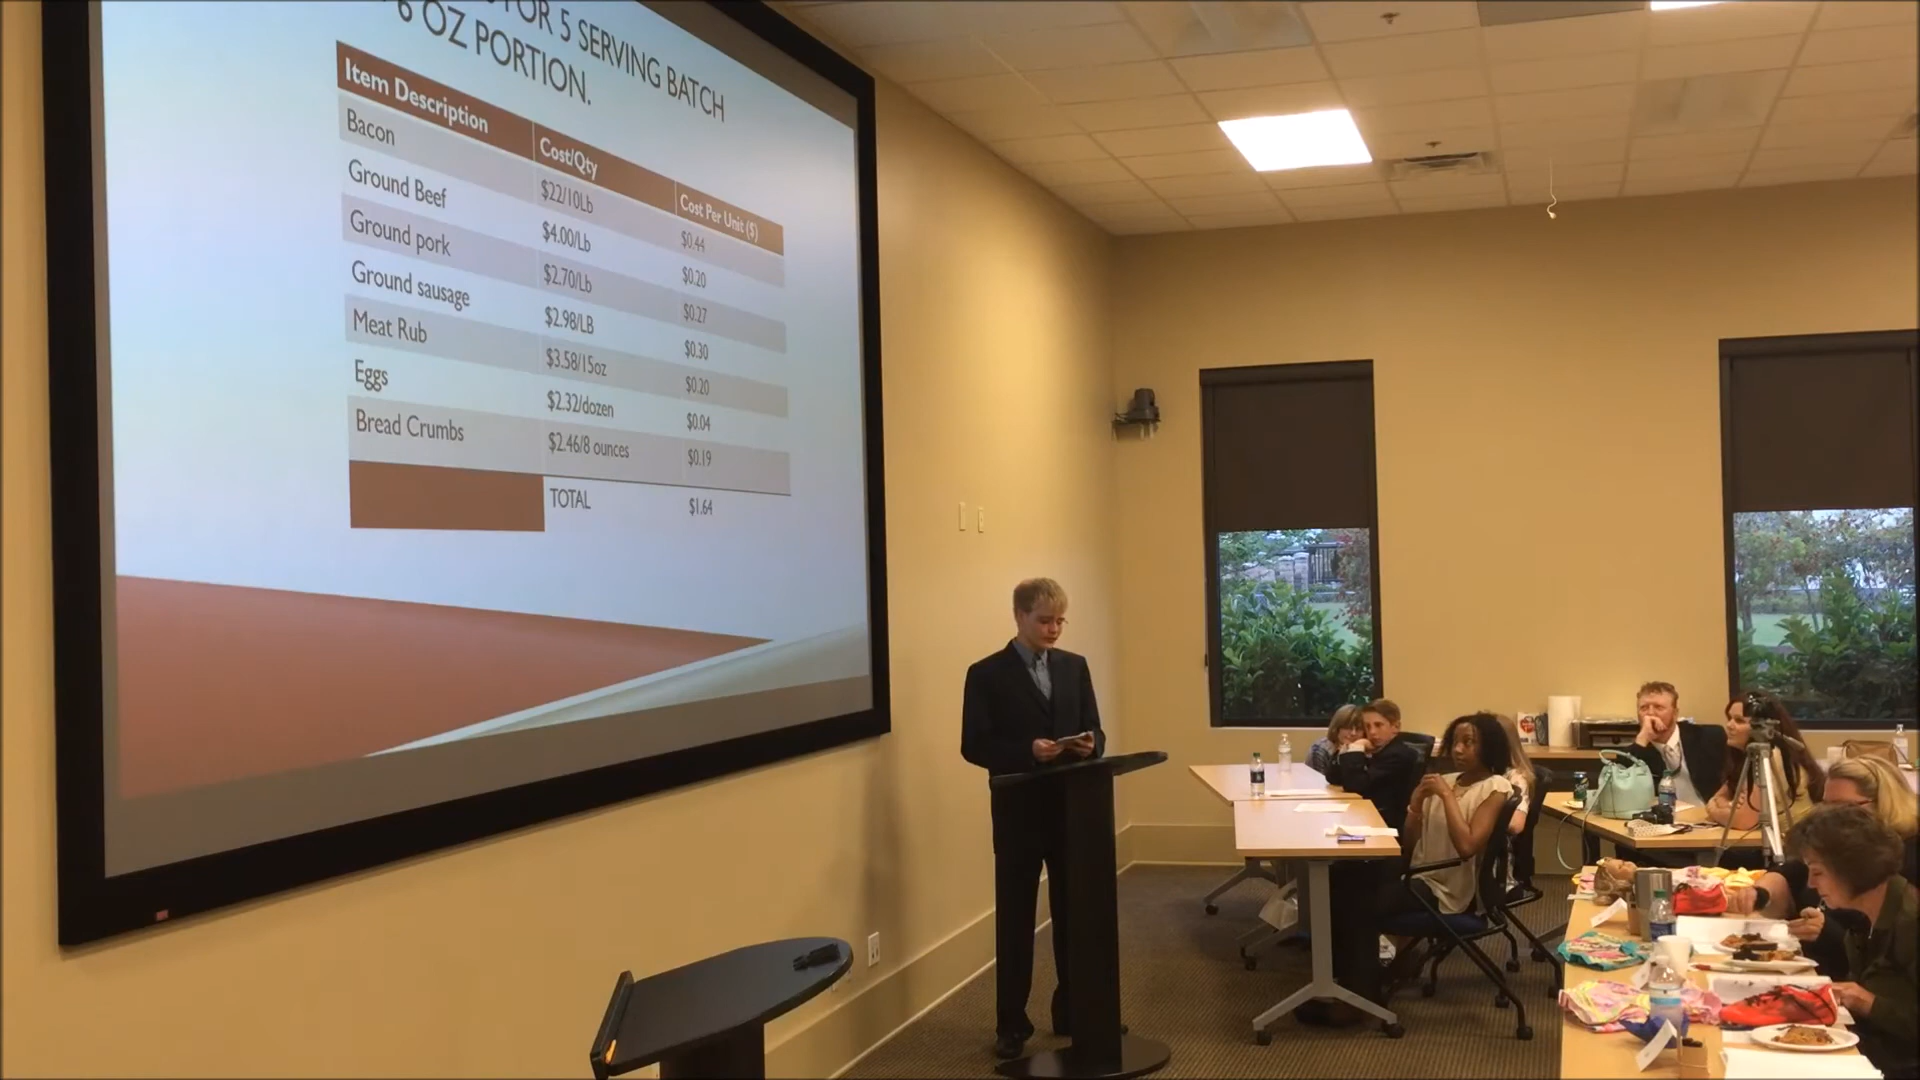 OR 5 SERVING BATCH
6 OZ PORTION.
Item Description Cost/Qty Cost Per Unit ($)
Bacon $22/10Lb $0.44
Ground Beef $4.00/Lb $0.20
Ground pork $2.70/Lb $0.27
Ground sausage $2.98/LB $0.30
Meat Rub $3.58/15oz $0.20
Eggs $2.32/dozen $0.04
Bread Crumbs $2.46/8 ounces $0.19
TOTAL $1.64